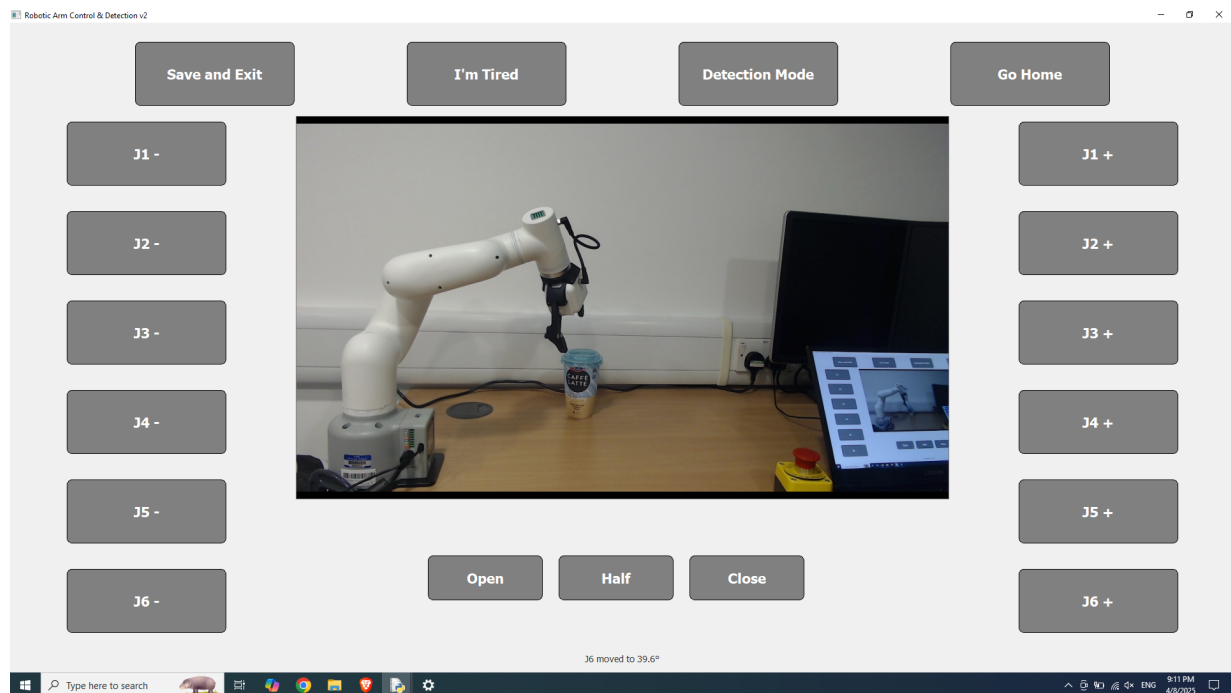 Robotic Arm Control & Detection v2
Save and Exit
I'm Tired
Detection Mode
Go Home
J1 -
J1 +
J2 -
J2 +
J3 -
J3 +
J4 -
J4 +
J5 -
J5 +
J6 -
J6 +
CAFFÈ
LATTE
Open
Half
Close
J6 moved to 39.6°
Type here to search
ENG
9:11 PM
4/8/2025